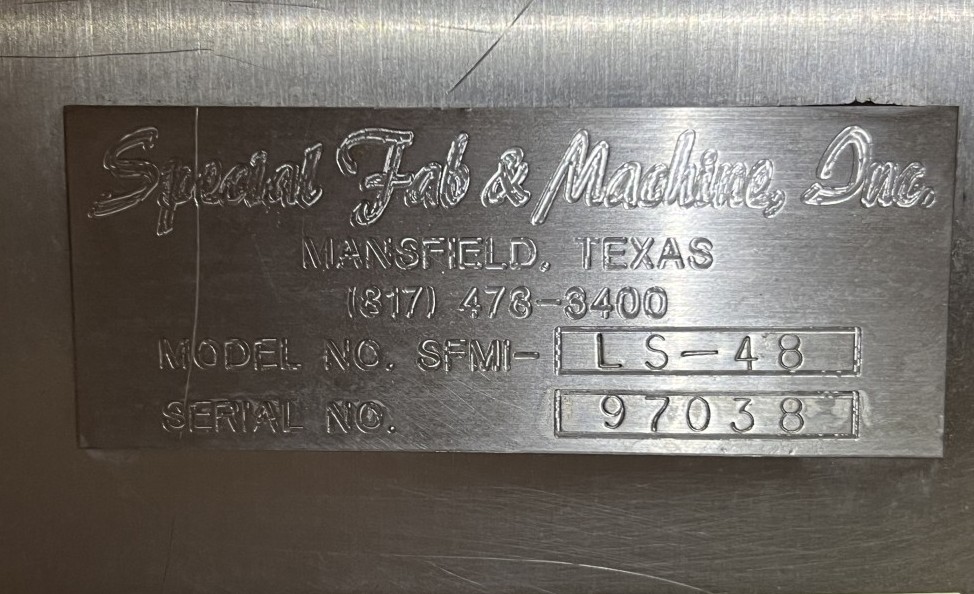 Special Fab & Machine, Inc.
MANSFIELD, TEXAS
(817) 473-3400
MODEL NO. SFMI- LS-48
SERIAL NO. 97038